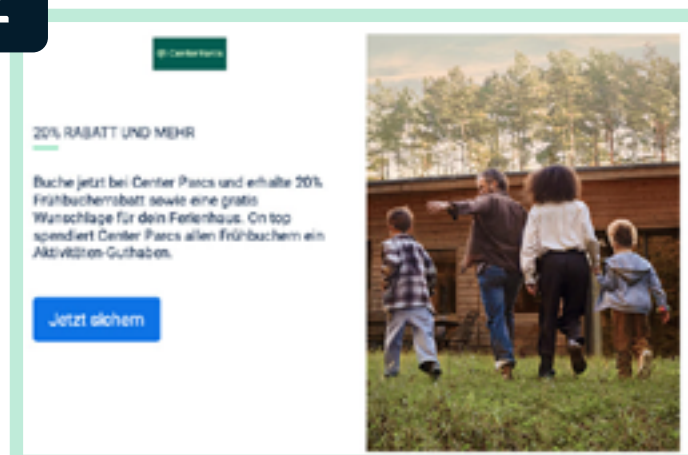 Center Parcs
20% RABATT UND MEHR
Buche jetzt bei Center Parcs und erhalte 20%
Frühbucherrabatt sowie eine gratis
Wunschlage für dein Ferienhaus. On top
spendiert Center Parcs allen Frühbuchern ein
Aktivitäten-Guthaben.
Jetzt sichern